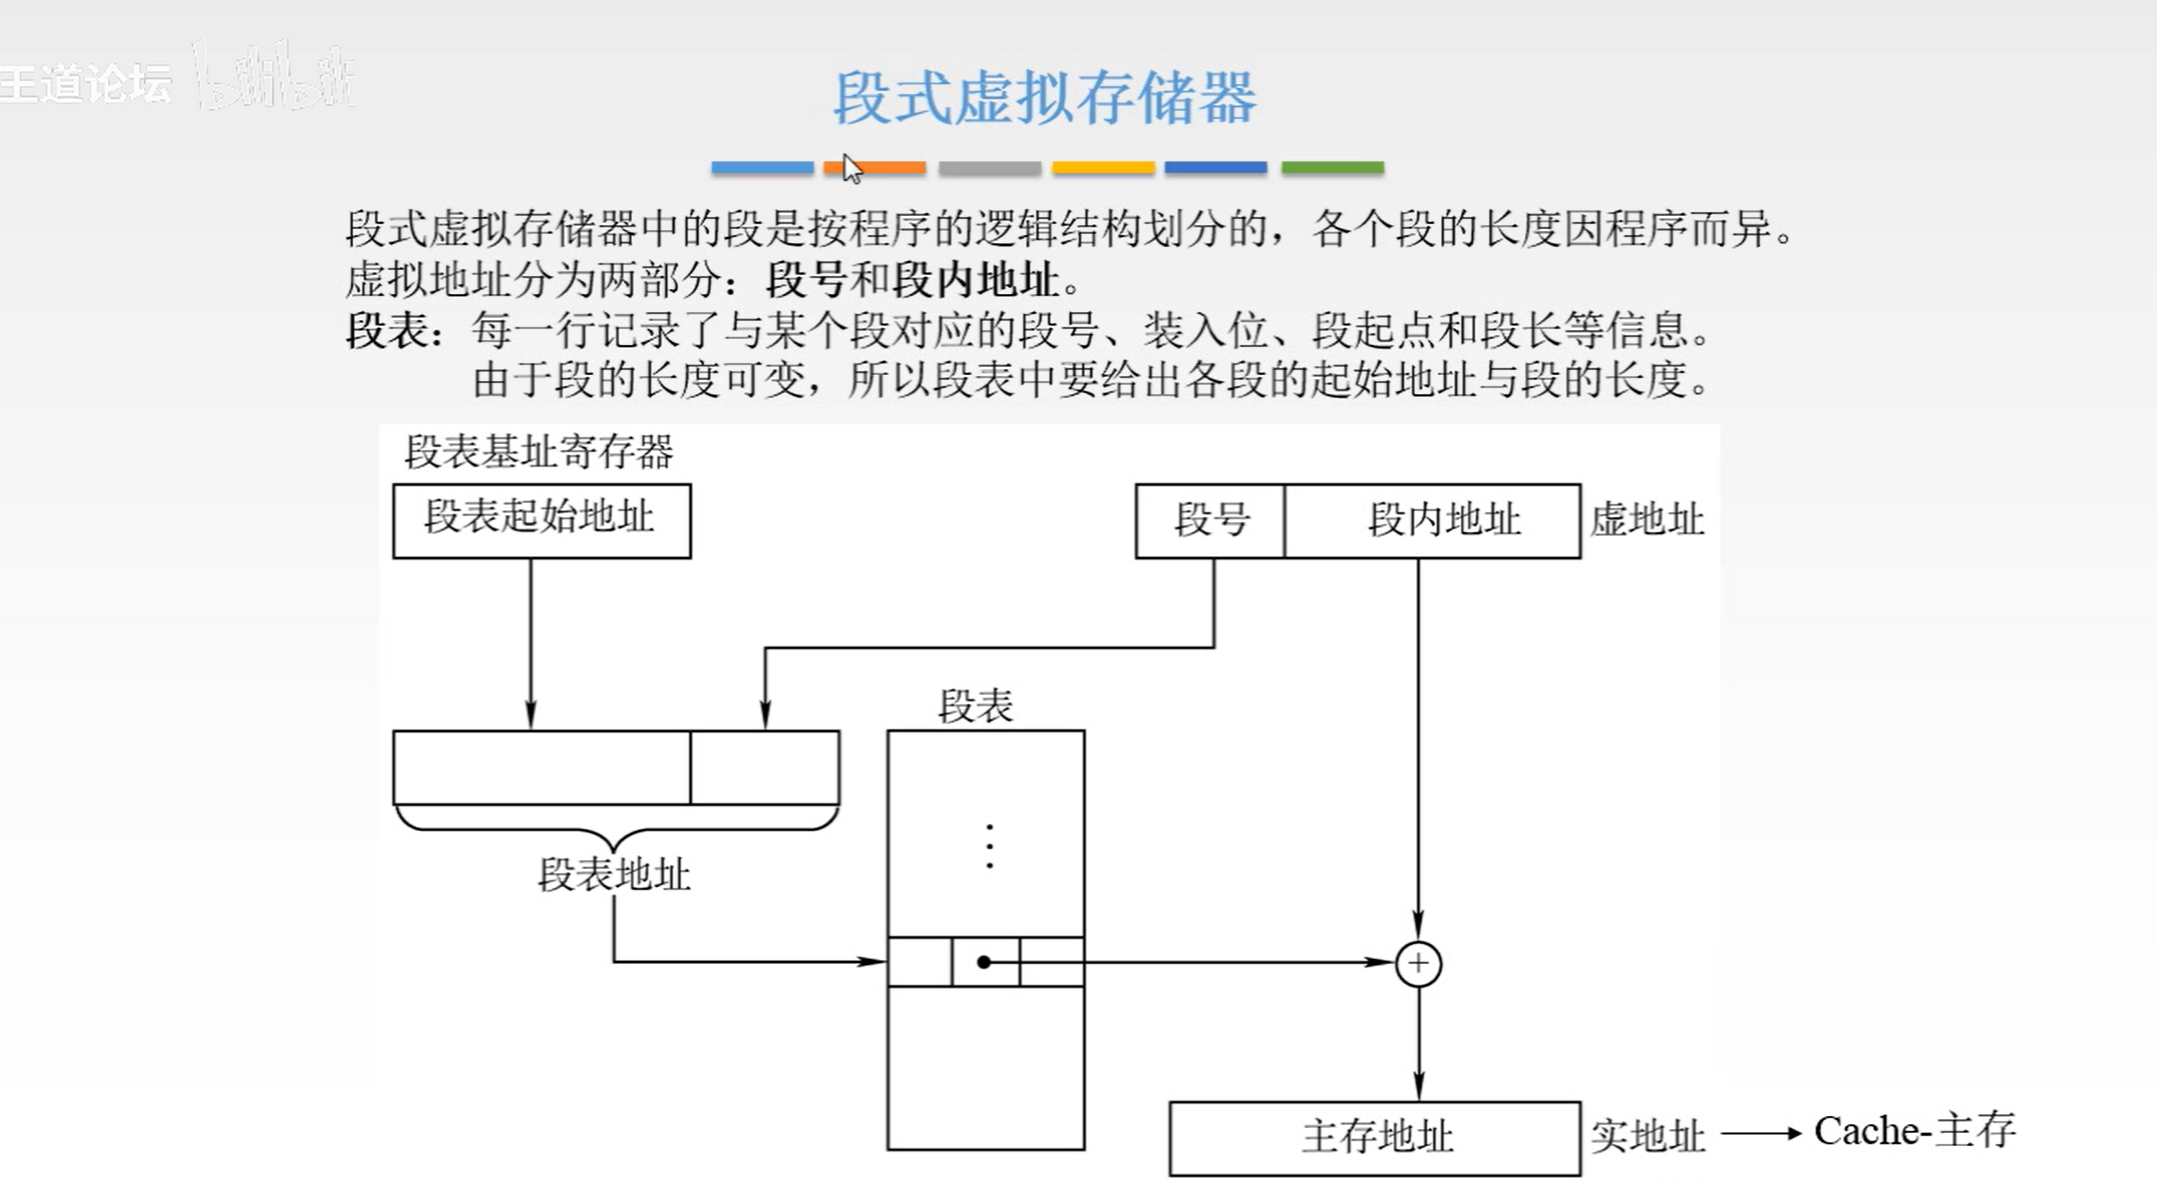 王道论坛 bilibili
段式虚拟存储器
段式虚拟存储器中的段是按程序的逻辑结构划分的，各个段的长度因程序而异。
虚拟地址分为两部分：段号和段内地址。
段表：每一行记录了与某个段对应的段号、装入位、段起点和段长等信息。
由于段的长度可变，所以段表中要给出各段的起始地址与段的长度。
段表基址寄存器
段表起始地址
段号 段内地址 虚地址
段表
段表地址
+
主存地址 实地址 Cache-主存